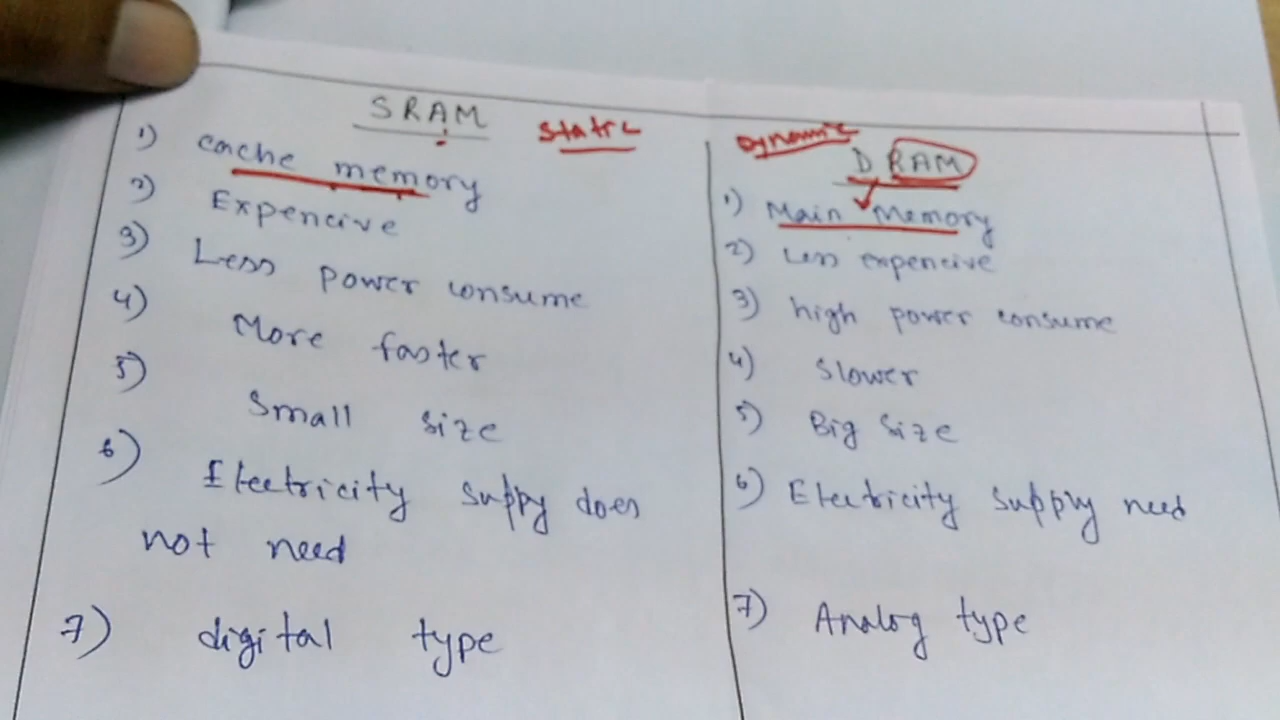 SRAM Static
1) cache memory
2) Expencive
3) Less power consume
4) More faster
5) Small size
6) Electricity suppy does
not need
7) digital type
Dynamic
DRAM
1) Main Memory
2) Less expencive
3) high power consume
4) Slower
5) Big Size
6) Electricity supply need
7) Analog type